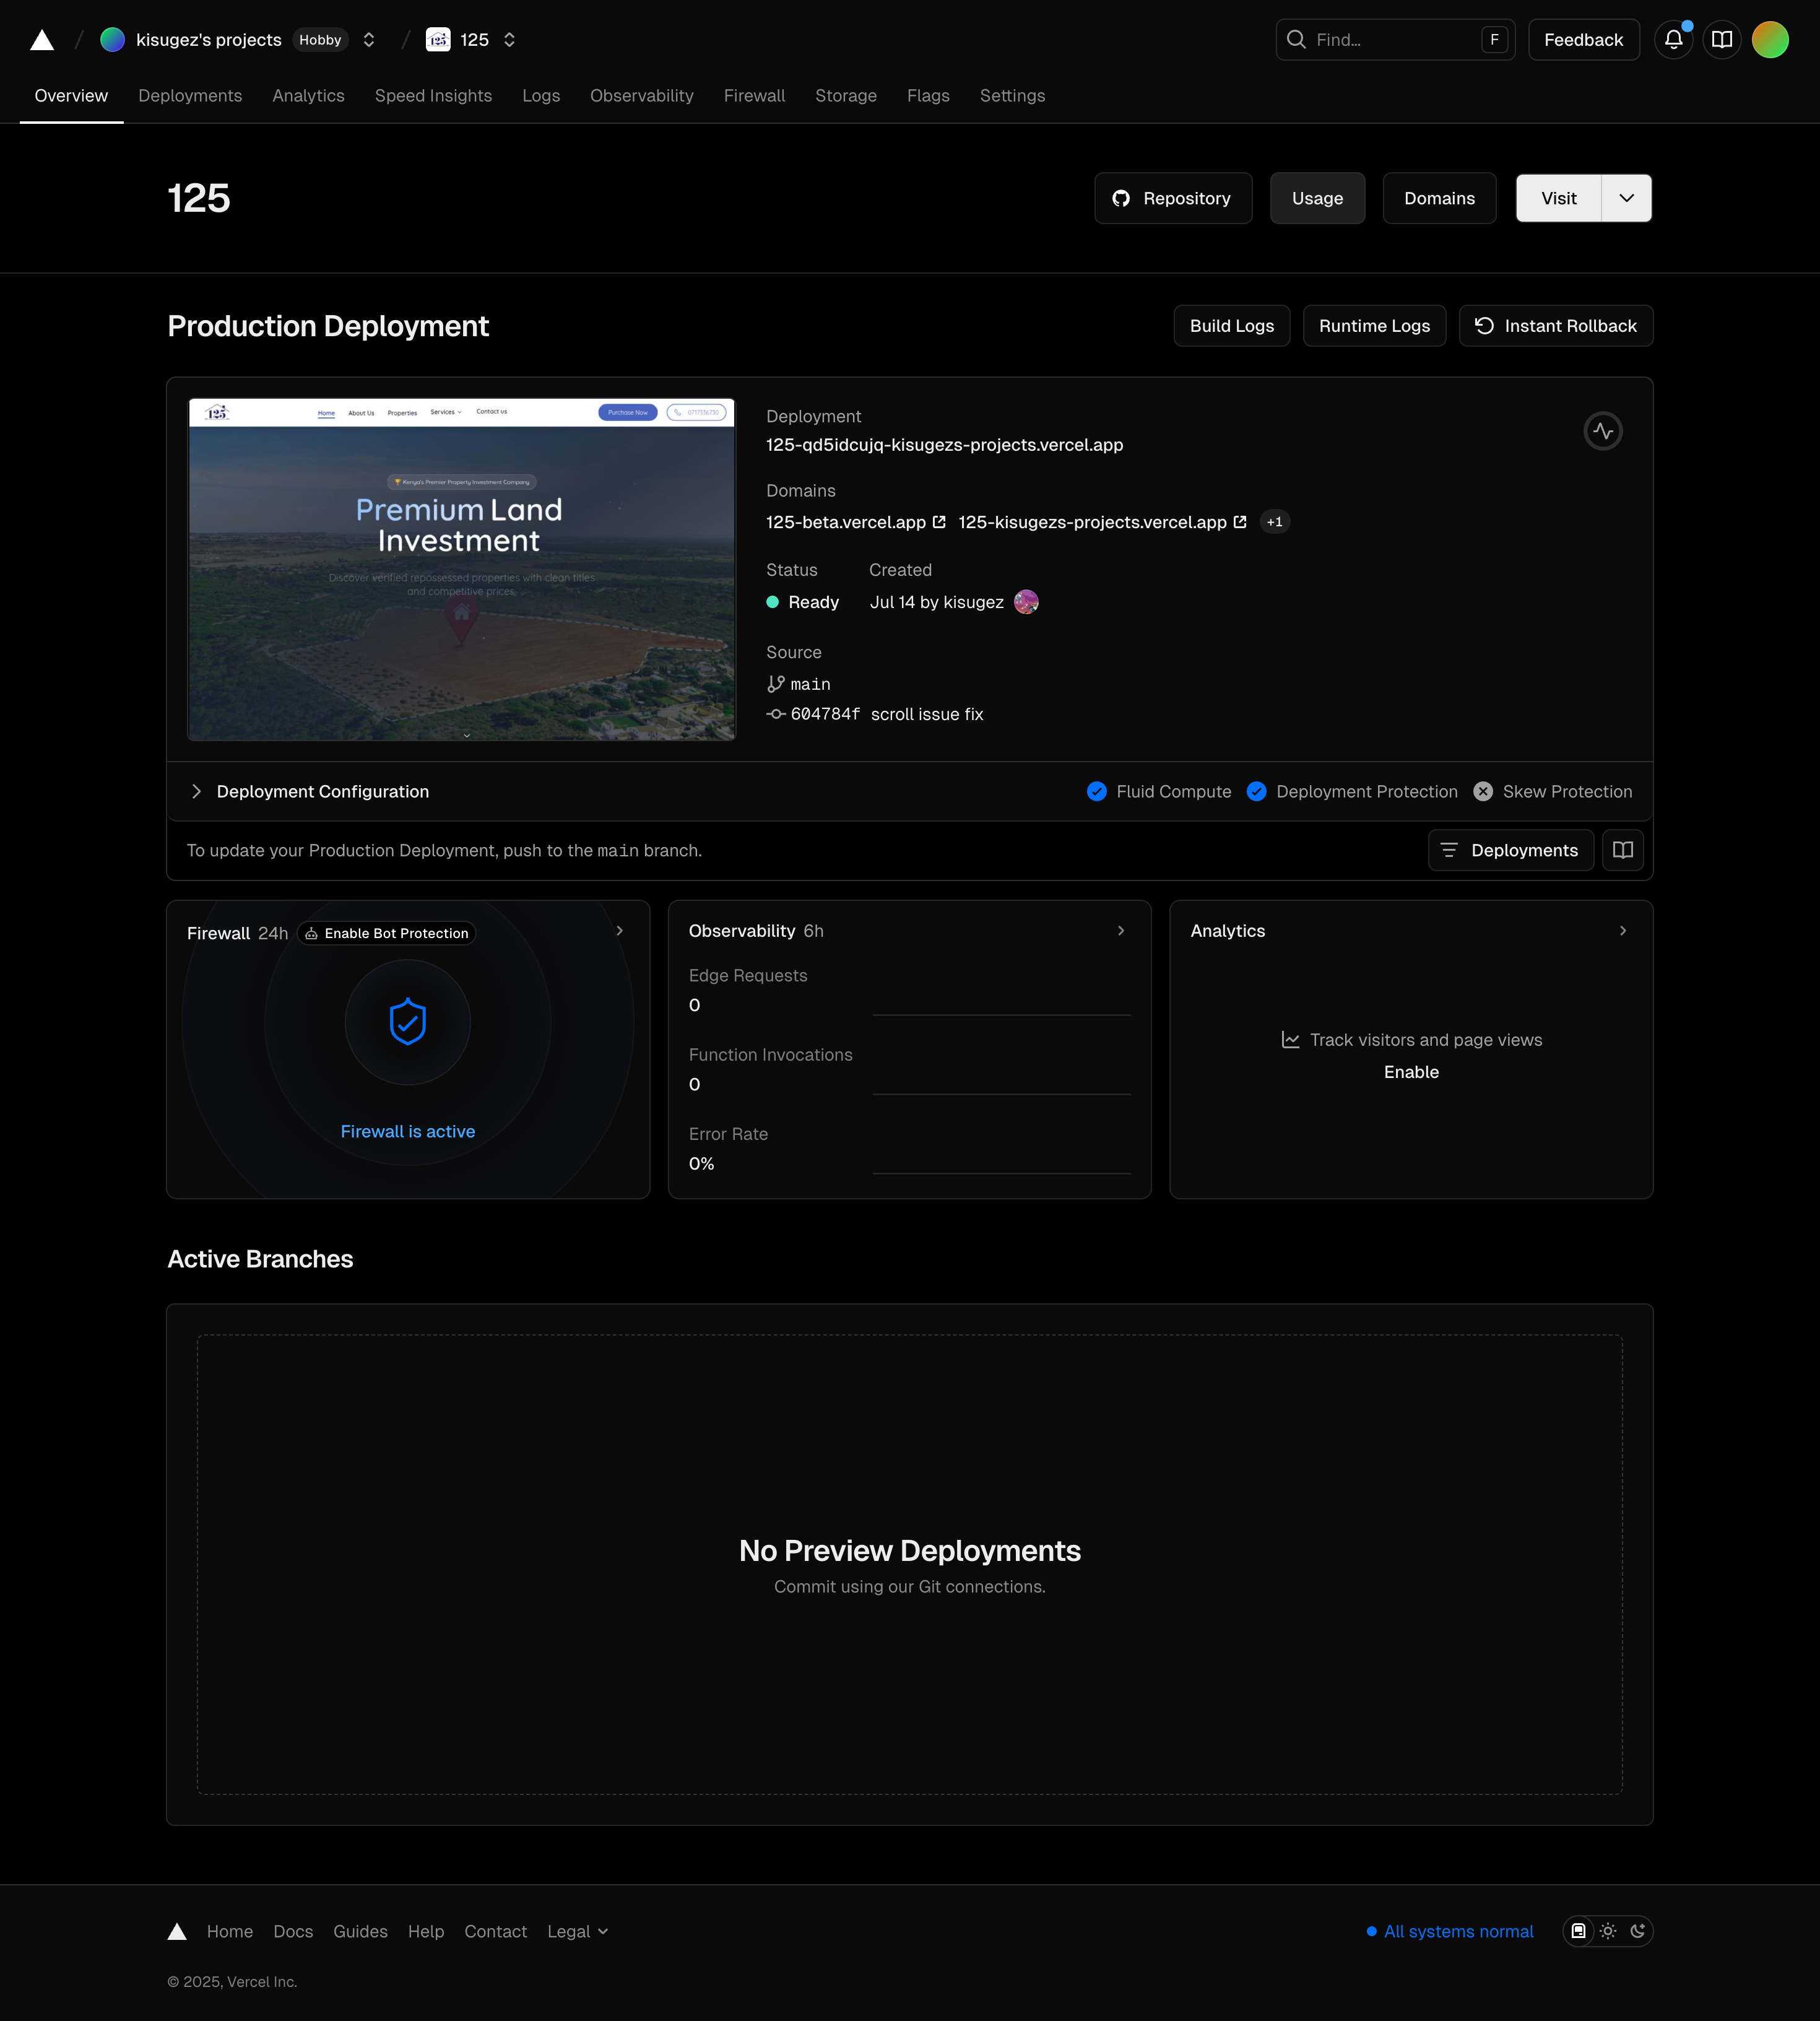 kisugez's projects Hobby 125 Find... F Feedback
Overview Deployments Analytics Speed Insights Logs Observability Firewall Storage Flags Settings
125
Repository Usage Domains Visit
Production Deployment
Build Logs Runtime Logs Instant Rollback
125
Home About Us Properties Services Contact us Purchase Now 0717336730
Kenya's Premier Property Investment Company
Premium Land
Investment
Discover verified repossessed properties with clean titles
and competitive prices.
Deployment
125-qd5idcujq-kisugezs-projects.vercel.app
Domains
125-beta.vercel.app 125-kisugezs-projects.vercel.app +1
Status Created
Ready Jul 14 by kisugez
Source
main
604784f scroll issue fix
Deployment Configuration
Fluid Compute Deployment Protection Skew Protection
To update your Production Deployment, push to the main branch.
Deployments
Firewall 24h Enable Bot Protection
Firewall is active
Observability 6h
Edge Requests
0
Function Invocations
0
Error Rate
0%
Analytics
Track visitors and page views
Enable
Active Branches
No Preview Deployments
Commit using our Git connections.
Home Docs Guides Help Contact Legal
All systems normal
© 2025, Vercel Inc.